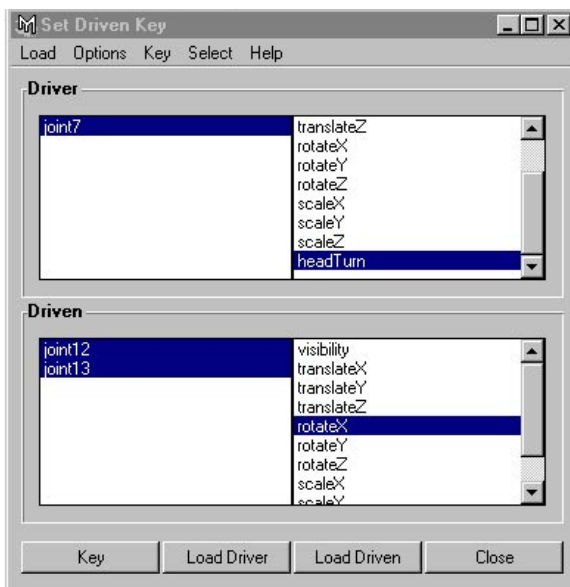 Set Driven Key
Load Options Key Select Help
Driver
joint7
translateZ
rotateX
rotateY
rotateZ
scaleX
scaleY
scaleZ
headTurn
Driven
joint12
joint13
visibility
translateX
translateY
translateZ
rotateX
rotateY
rotateZ
scaleX
scaleY
Key Load Driver Load Driven Close